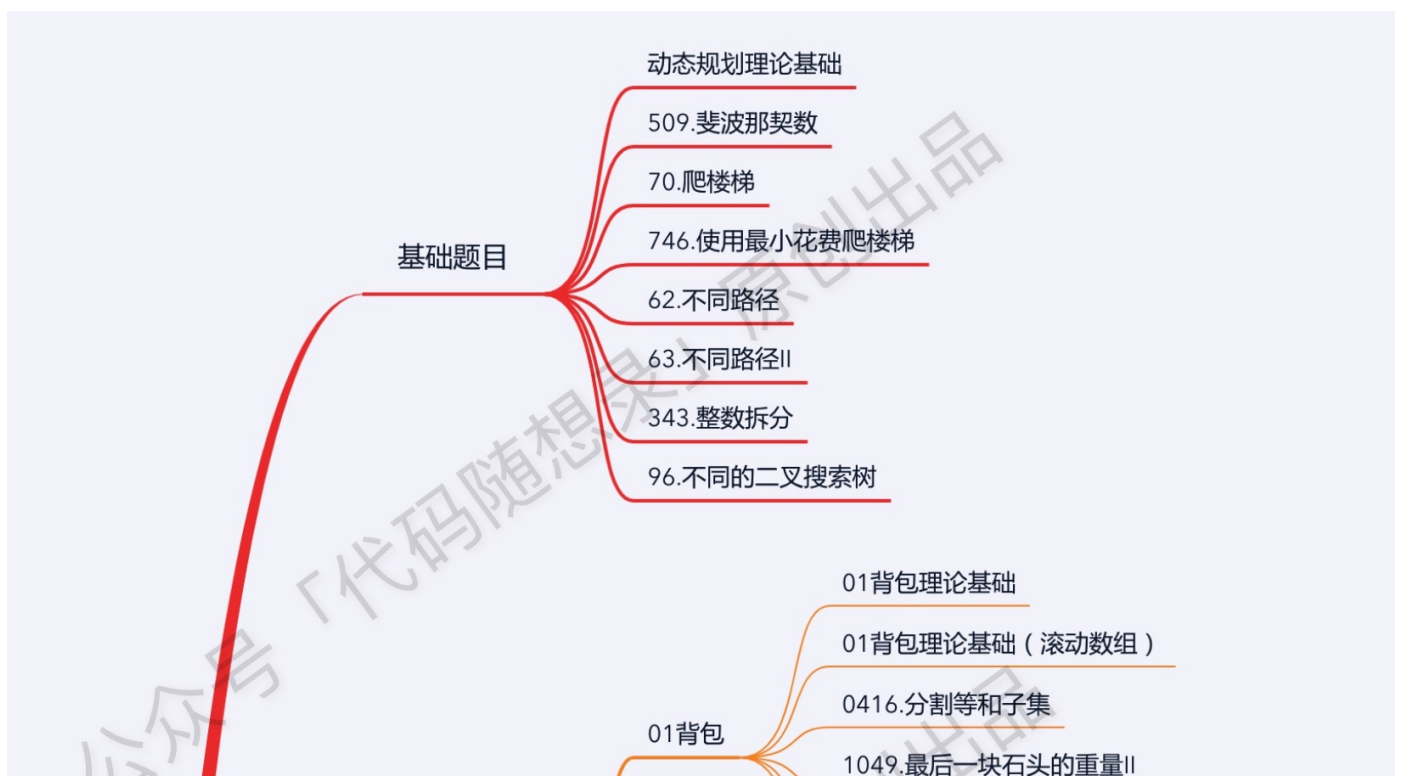 动态规划理论基础
509.斐波那契数
70.爬楼梯
746.使用最小花费爬楼梯
基础题目
62.不同路径
63.不同路径II
343.整数拆分
96.不同的二叉搜索树
01背包理论基础
01背包理论基础（滚动数组）
0416.分割等和子集
01背包
1049.最后一块石头的重量II
公众号「代码随想录」原创出品
出品